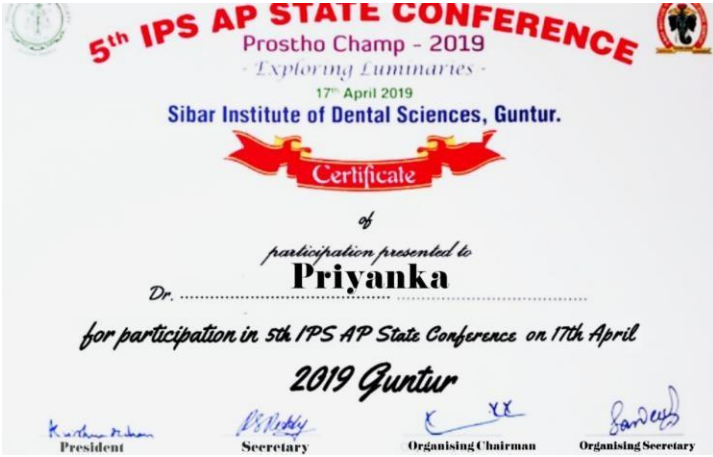 5th IPS AP STATE CONFERENCE
Prostho Champ - 2019
- Exploring Luminaries -
17th April 2019
Sibar Institute of Dental Sciences, Guntur.
Certificate
of
participation presented to
Dr. Priyanka
for participation in 5th IPS AP State Conference on 17th April
2019 Guntur
PSReddy
Sandeep
President Secretary Organising Chairman Organising Secretary